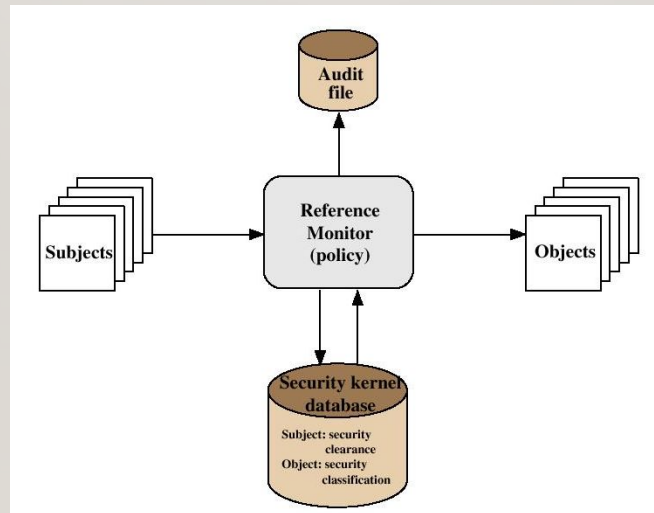 Audit
file
Subjects
Reference
Monitor
(policy)
Objects
Security kernel
database
Subject: security
clearance
Object: security
classification